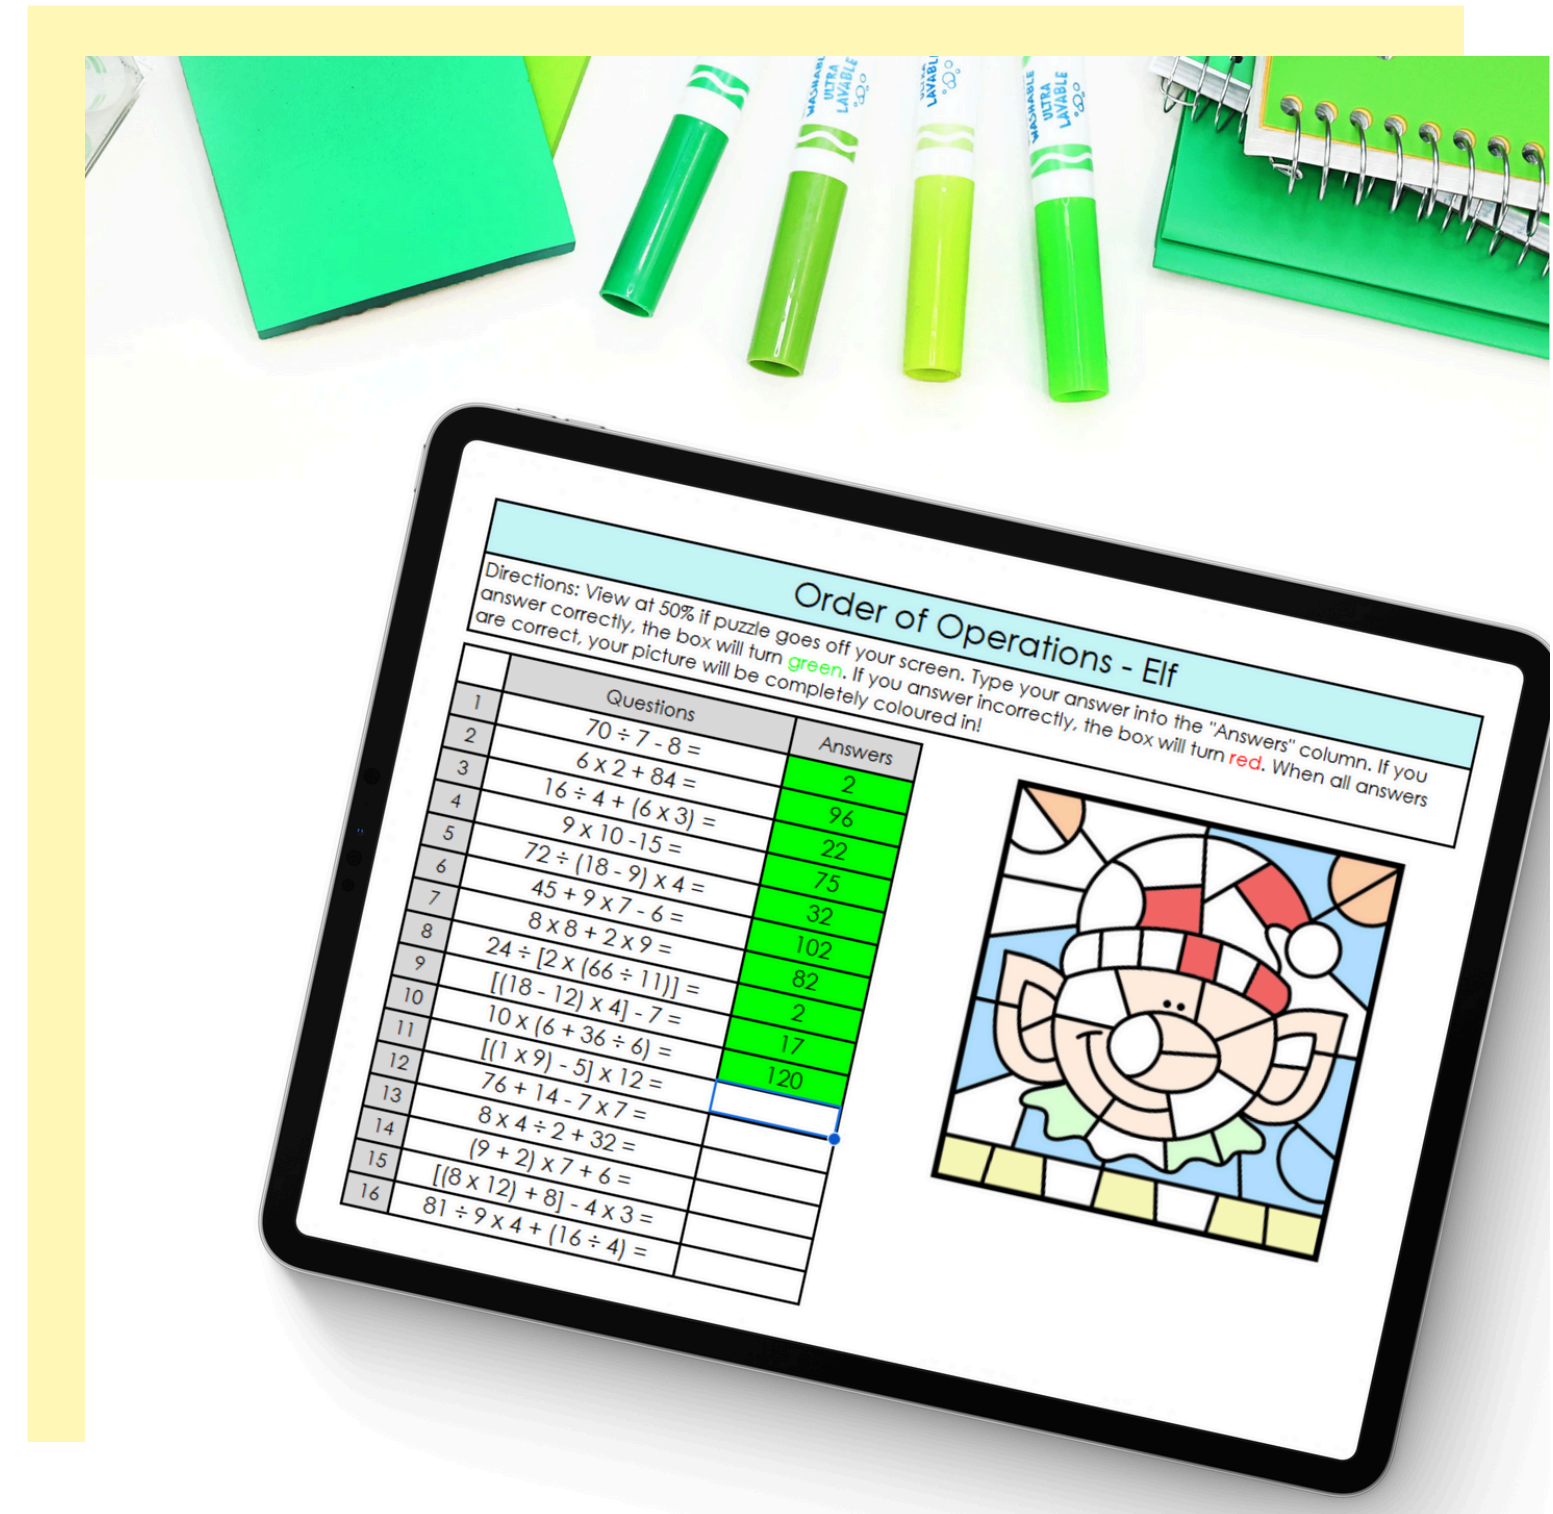 ULTRA
LAVABLE
WASHABLE
ULTRA
LAVABLE
Order of Operations - Elf
Directions: View at 50% if puzzle goes off your screen. Type your answer into the "Answers" column. If you
answer correctly, the box will turn green. If you answer incorrectly, the box will turn red. When all answers
are correct, your picture will be completely coloured in!
Questions Answers
1 70 ÷ 7 - 8 = 2
2 6 x 2 + 84 = 96
3 16 ÷ 4 + (6 x 3) = 22
4 9 x 10 -15 = 75
5 72 ÷ (18 - 9) x 4 = 32
6 45 + 9 x 7 - 6 = 102
7 8 x 8 + 2 x 9 = 82
8 24 ÷ [2 x (66 ÷ 11)] = 2
9 [(18 - 12) x 4] - 7 = 17
10 10 x (6 + 36 ÷ 6) = 120
11 [(1 x 9) - 5] x 12 =
12 76 + 14 - 7 x 7 =
13 8 x 4 ÷ 2 + 32 =
14 (9 + 2) x 7 + 6 =
15 [(8 x 12) + 8] - 4 x 3 =
16 81 ÷ 9 x 4 + (16 ÷ 4) =